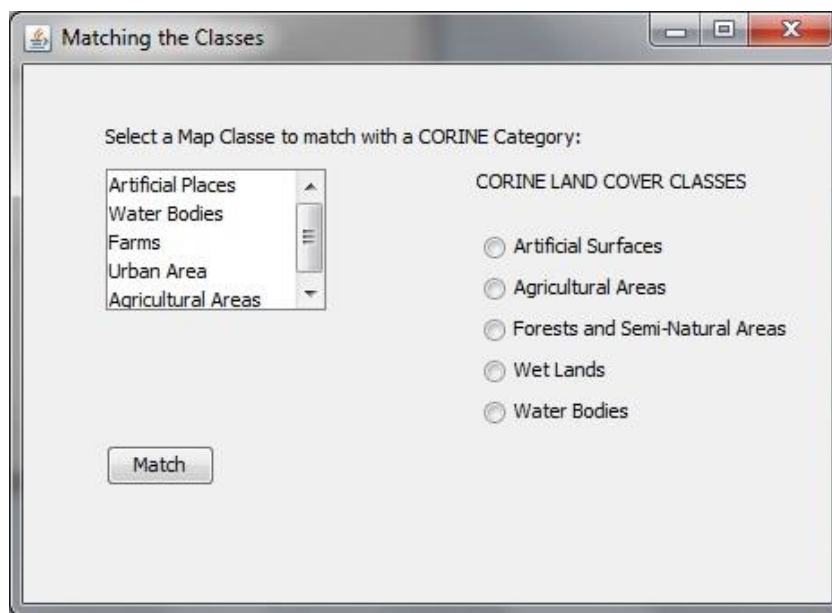 Matching the Classes
Select a Map Classe to match with a CORINE Category:
Artificial Places
Water Bodies
Farms
Urban Area
Agricultural Areas
CORINE LAND COVER CLASSES
Artificial Surfaces
Agricultural Areas
Forests and Semi-Natural Areas
Wet Lands
Water Bodies
Match